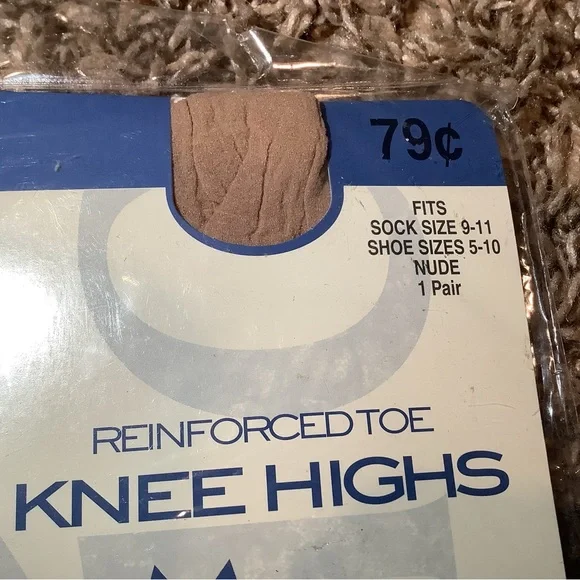 79¢
FITS
SOCK SIZE 9-11
SHOE SIZES 5-10
NUDE
1 Pair
REINFORCED TOE
KNEE HIGHS